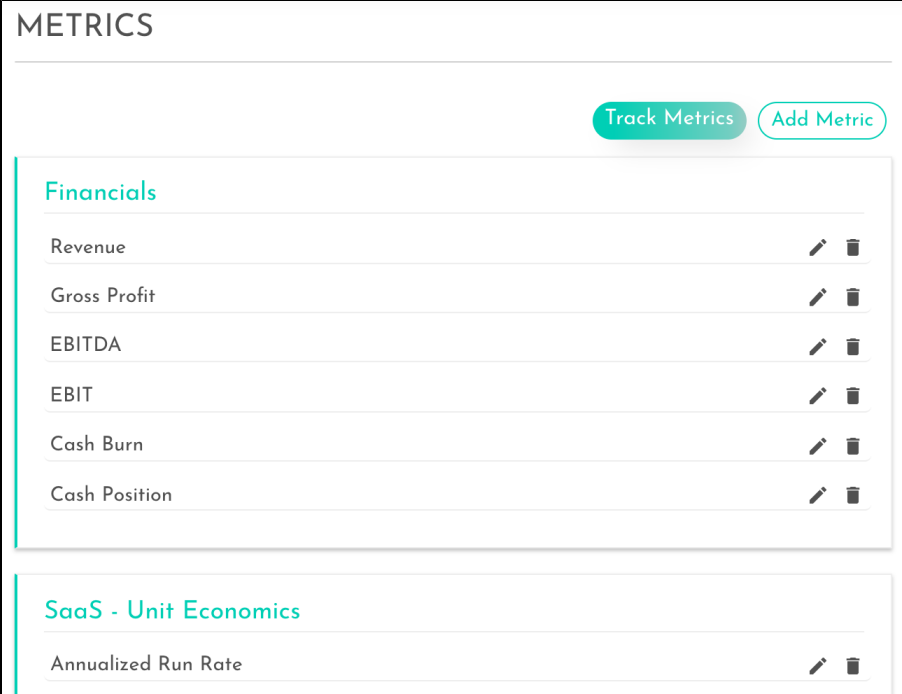 METRICS
Track Metrics
Add Metric
Financials
Revenue
Gross Profit
EBITDA
EBIT
Cash Burn
Cash Position
SaaS - Unit Economics
Annualized Run Rate